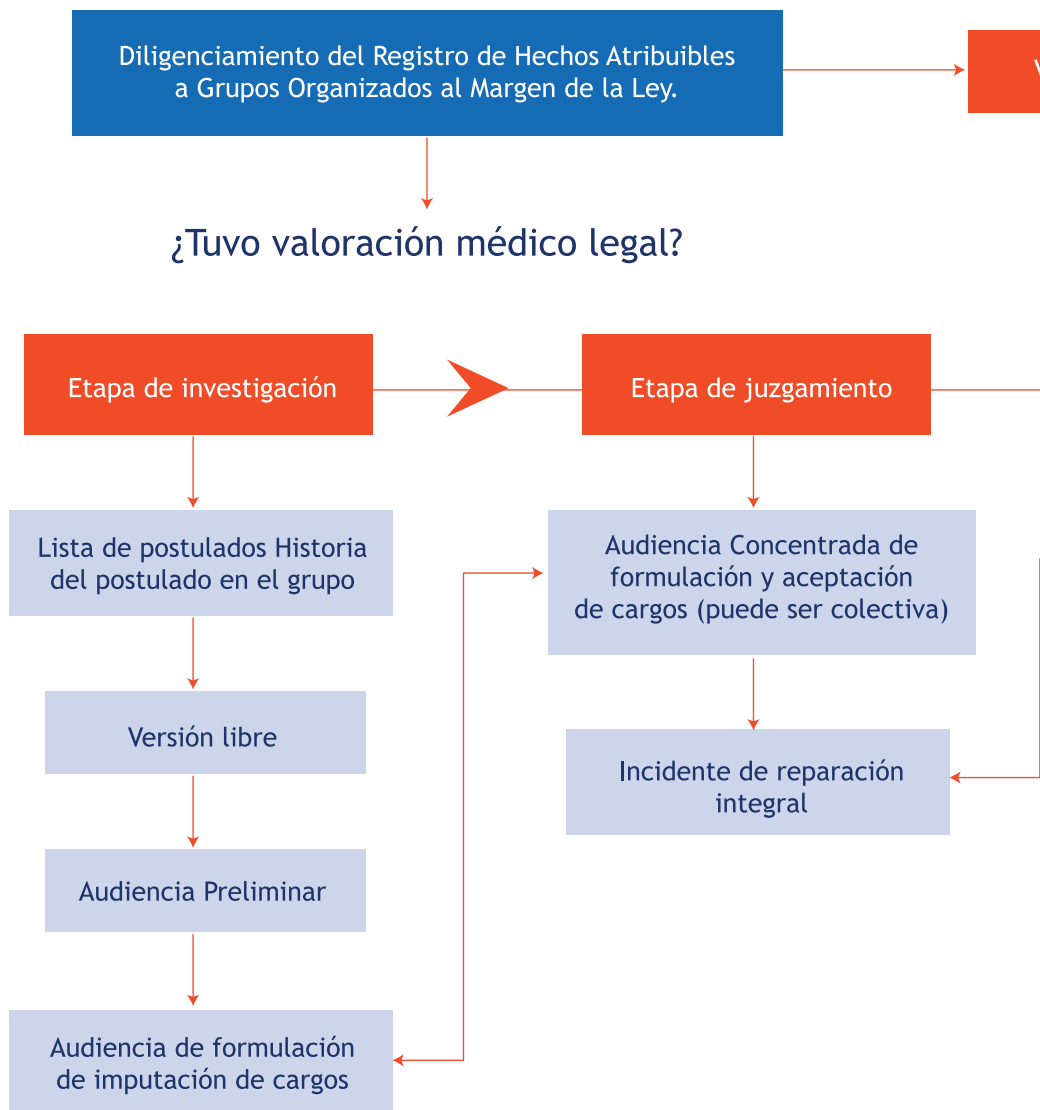 Diligenciamiento del Registro de Hechos Atribuibles
a Grupos Organizados al Margen de la Ley.
¿Tuvo valoración médico legal?
Etapa de investigación
Etapa de juzgamiento
Lista de postulados Historia
del postulado en el grupo
Audiencia Concentrada de
formulación y aceptación
de cargos (puede ser colectiva)
Versión libre
Incidente de reparación
integral
Audiencia Preliminar
Audiencia de formulación
de imputación de cargos